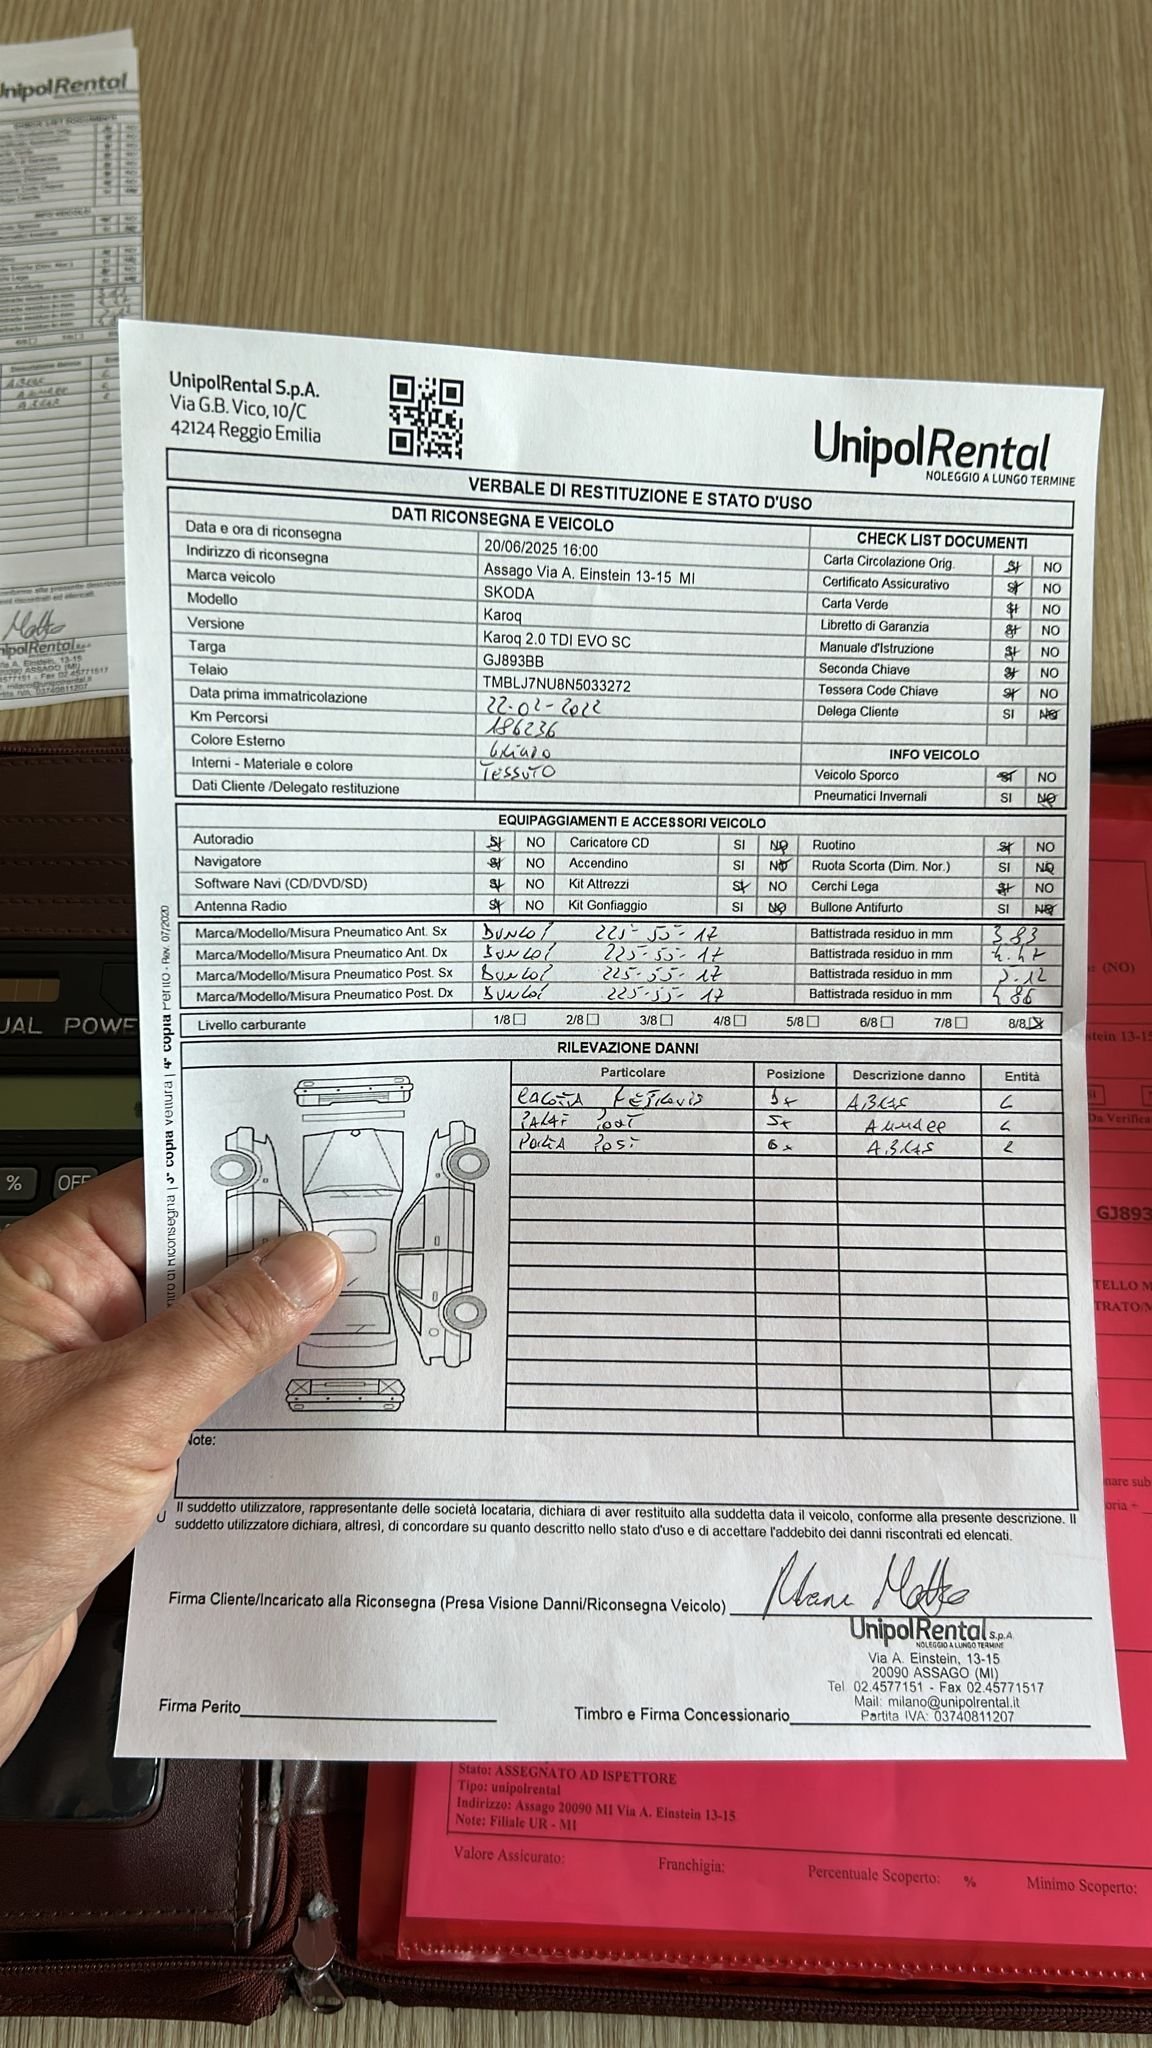 UnipolRental
UnipolRental S.p.A.
Via G.B. Vico, 10/C
42124 Reggio Emilia
UnipolRental
NOLEGGIO A LUNGO TERMINE
VERBALE DI RESTITUZIONE E STATO D'USO
DATI RICONSEGNA E VEICOLO
Data e ora di riconsegna 20/06/2025 16:00
Indirizzo di riconsegna Assago Via A. Einstein 13-15 MI
Marca veicolo SKODA
Modello Karoq
Versione Karoq 2.0 TDI EVO SC
Targa GJ893BB
Telaio TMBLJ7NU8N5033272
Data prima immatricolazione 22-02-2022
Km Percorsi 186236
Colore Esterno
Interni - Materiale e colore TESSUTO
Dati Cliente /Delegato restituzione
CHECK LIST DOCUMENTI
Carta Circolazione Orig. SI NO
Certificato Assicurativo SI NO
Carta Verde SI NO
Libretto di Garanzia SI NO
Manuale d'Istruzione SI NO
Seconda Chiave SI NO
Tessera Code Chiave SI NO
Delega Cliente SI NO
INFO VEICOLO
Veicolo Sporco SI NO
Pneumatici Invernali SI NO
EQUIPAGGIAMENTI E ACCESSORI VEICOLO
Autoradio SI NO Caricatore CD SI NO Ruotino SI NO
Navigatore SI NO Accendino SI NO Ruota Scorta (Dim. Nor.) SI NO
Software Navi (CD/DVD/SD) SI NO Kit Attrezzi SI NO Cerchi Lega SI NO
Antenna Radio SI NO Kit Gonfiaggio SI NO Bullone Antifurto SI NO
Marca/Modello/Misura Pneumatico Ant. Sx 225-55-17 Battistrada residuo in mm 3.83
Marca/Modello/Misura Pneumatico Ant. Dx 225-55-17 Battistrada residuo in mm 4.47
Marca/Modello/Misura Pneumatico Post. Sx 225-55-17 Battistrada residuo in mm
Marca/Modello/Misura Pneumatico Post. Dx 225-55-17 Battistrada residuo in mm
Livello carburante 1/8 2/8 3/8 4/8 5/8 6/8 7/8 8/8
RILEVAZIONE DANNI
Particolare Posizione Descrizione danno Entità
POST
POST
Note:
Il suddetto utilizzatore, rappresentante delle società locataria, dichiara di aver restituito alla suddetta data il veicolo, conforme alla presente descrizione. Il
suddetto utilizzatore dichiara, altresì, di concordare su quanto descritto nello stato d'uso e di accettare l'addebito dei danni riscontrati ed elencati.
Firma Cliente/Incaricato alla Riconsegna (Presa Visione Danni/Riconsegna Veicolo)
UnipolRental S.p.A.
NOLEGGIO A LUNGO TERMINE
Via A. Einstein, 13-15
20090 ASSAGO (MI)
Tel. 02.4577151 - Fax 02.45771517
Mail: milano@unipolrental.it
Partita IVA: 03740811207
Firma Perito
Timbro e Firma Concessionario
3ª copia vettura | 4ª copia Perito - Rev. 07/2020
Stato: ASSEGNATO AD ISPETTORE
Tipo: unipolrental
Indirizzo: Assago 20090 MI Via A. Einstein 13-15
Note: Filiale UR - MI
Valore Assicurato: Franchigia: Percentuale Scoperto: % Minimo Scoperto:
(NO)
GJ893
% OFF